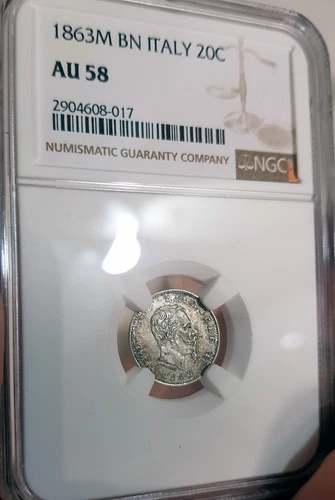 1863M BN ITALY 20C
AU 58
2904608-017
NUMISMATIC GUARANTY COMPANY
NGC